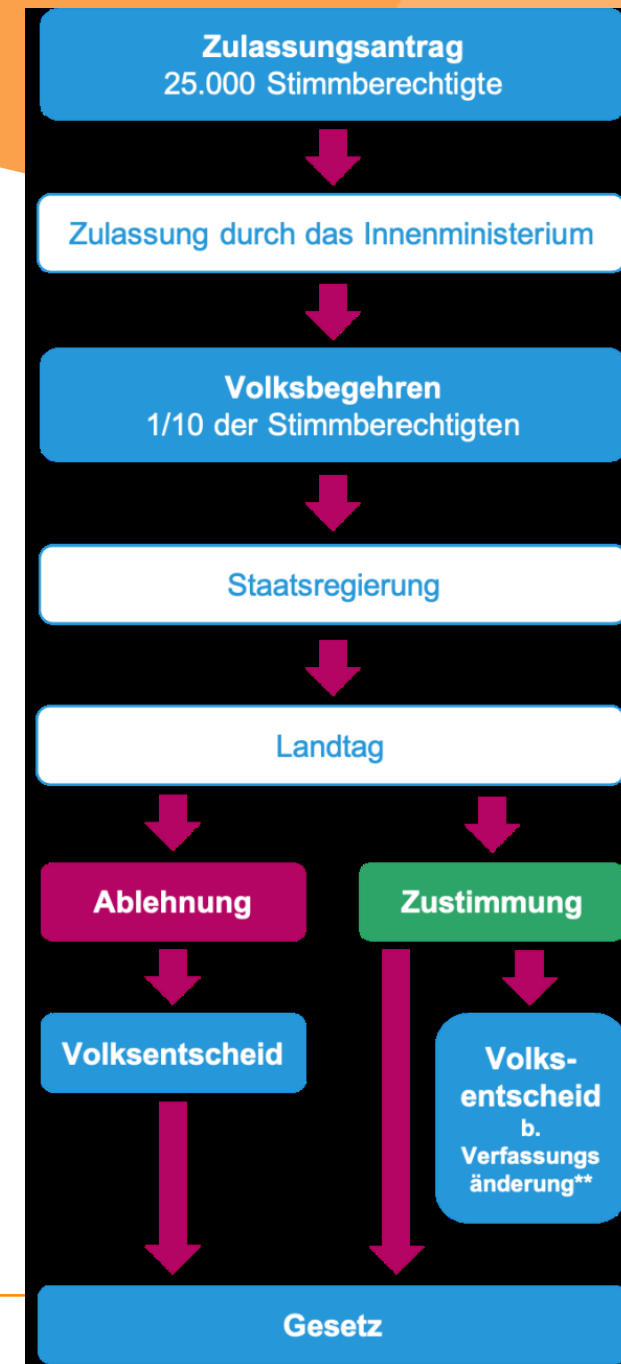 Zulassungsantrag
25.000 Stimmberechtigte
Zulassung durch das Innenministerium
Volksbegehren
1/10 der Stimmberechtigten
Staatsregierung
Landtag
Ablehnung
Zustimmung
Volksentscheid
Volks-
entscheid
b.
Verfassungs
änderung**
Gesetz